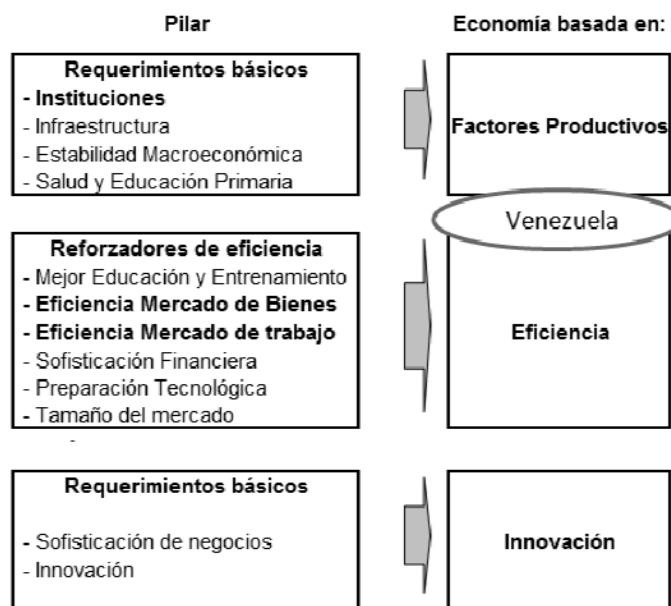 Pilar
Economía basada en:
Requerimientos básicos
- Instituciones
- Infraestructura
- Estabilidad Macroeconómica
- Salud y Educación Primaria
Factores Productivos
Venezuela
Reforzadores de eficiencia
- Mejor Educación y Entrenamiento
- Eficiencia Mercado de Bienes
- Eficiencia Mercado de trabajo
- Sofisticación Financiera
- Preparación Tecnológica
- Tamaño del mercado
-
Eficiencia
Requerimientos básicos
- Sofisticación de negocios
- Innovación
Innovación